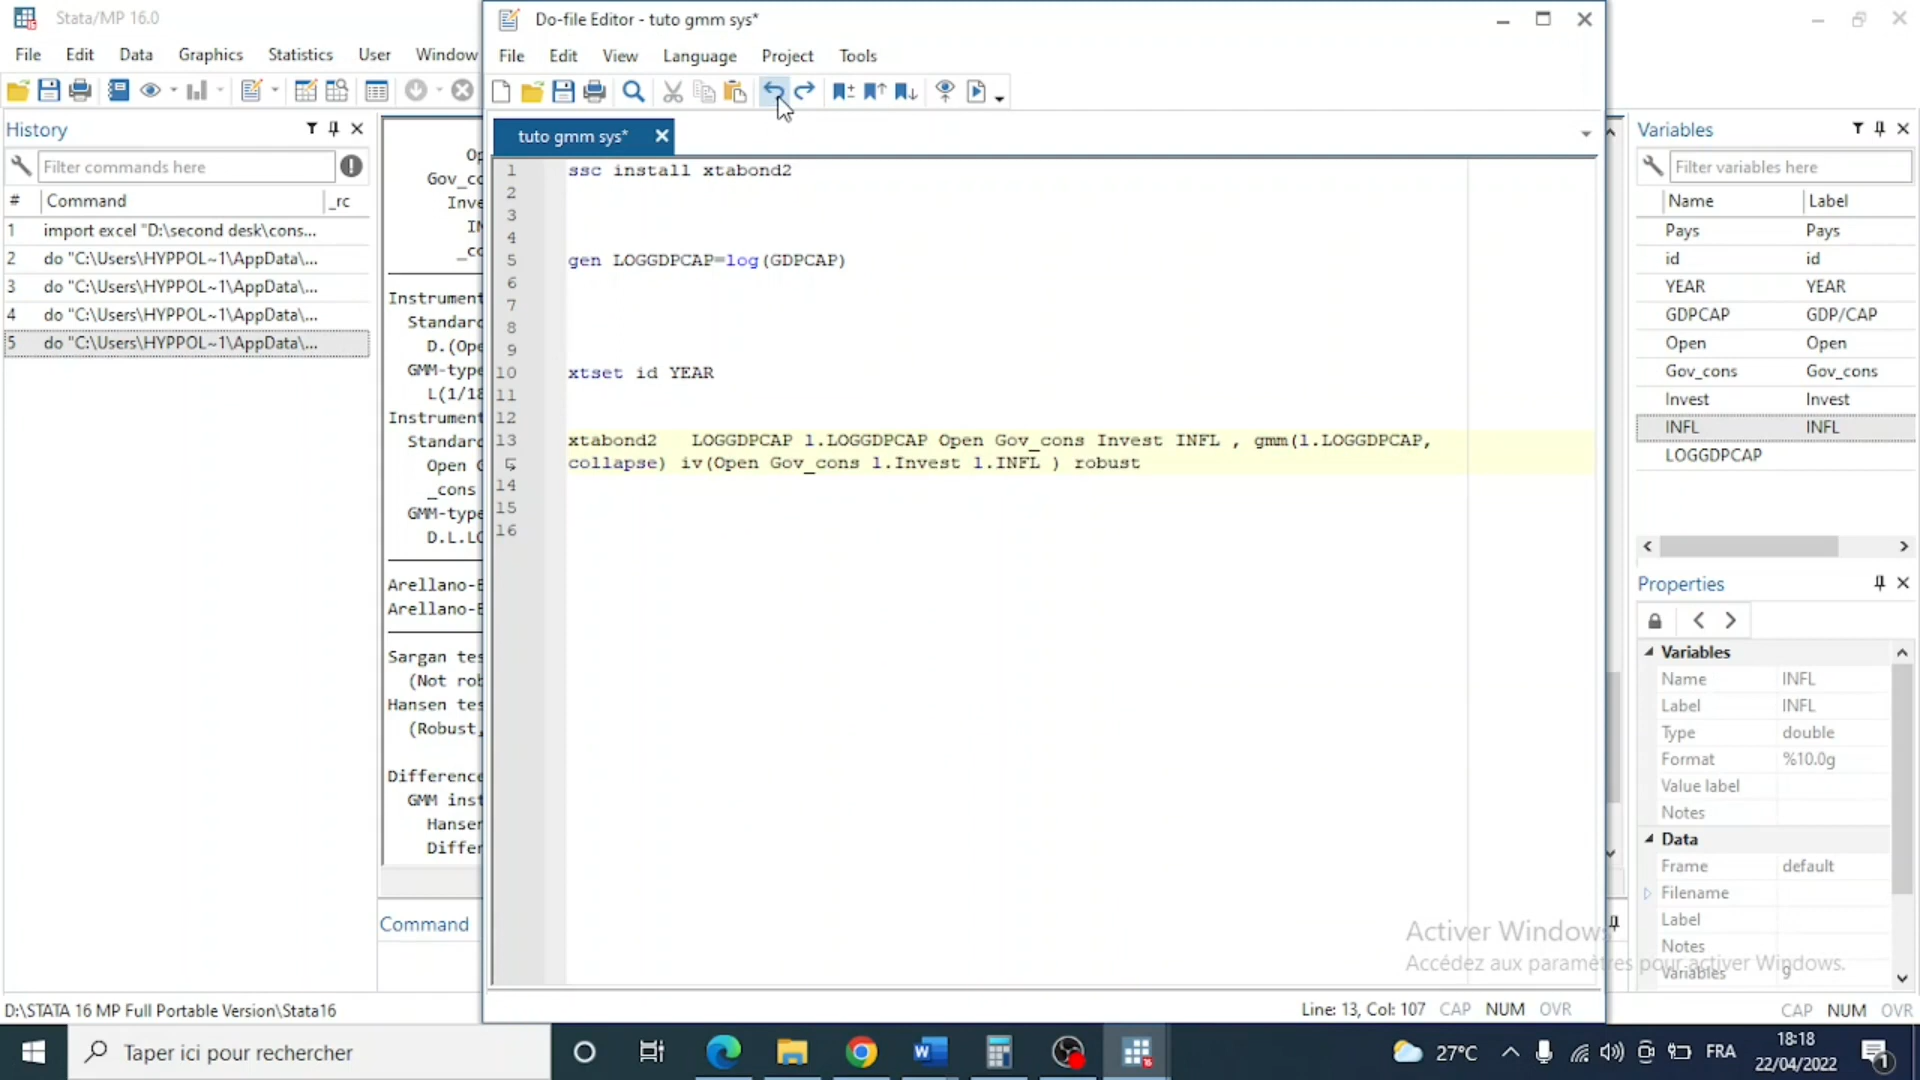 Stata/MP 16.0
File Edit Data Graphics Statistics User Window
History
Filter commands here
# Command _rc
1 import excel "D:\second desk\cons...
2 do "C:\Users\HYPPOL~1\AppData\...
3 do "C:\Users\HYPPOL~1\AppData\...
4 do "C:\Users\HYPPOL~1\AppData\...
5 do "C:\Users\HYPPOL~1\AppData\...
Op
Gov_co
Inve
IN
_co
Instrument
Standard
D.(Ope
GMM-type
L(1/18
Instrument
Standard
Open G
_cons
GMM-type
D.L.LO
Arellano-B
Arellano-B
Sargan tes
(Not rob
Hansen tes
(Robust,
Difference
GMM inst
Hansen
Differ
Command
D:\STATA 16 MP Full Portable Version\Stata16
Do-file Editor - tuto gmm sys*
File Edit View Language Project Tools
tuto gmm sys*
1 ssc install xtabond2
2
3
4
5 gen LOGGDPCAP=log(GDPCAP)
6
7
8
9
10 xtset id YEAR
11
12
13 xtabond2 LOGGDPCAP l.LOGGDPCAP Open Gov_cons Invest INFL , gmm(l.LOGGDPCAP,
collapse) iv(Open Gov_cons l.Invest l.INFL ) robust
14
15
16
Line: 13, Col: 107 CAP NUM OVR
Variables
Filter variables here
Name Label
Pays Pays
id id
YEAR YEAR
GDPCAP GDP/CAP
Open Open
Gov_cons Gov_cons
Invest Invest
INFL INFL
LOGGDPCAP
Properties
Variables
Name INFL
Label INFL
Type double
Format %10.0g
Value label
Notes
Data
Frame default
Filename
Label
Notes
Variables 9
Activer Windows
Accédez aux paramètres pour activer Windows.
CAP NUM OVR
Taper ici pour rechercher
27°C
FRA
18:18
22/04/2022
1